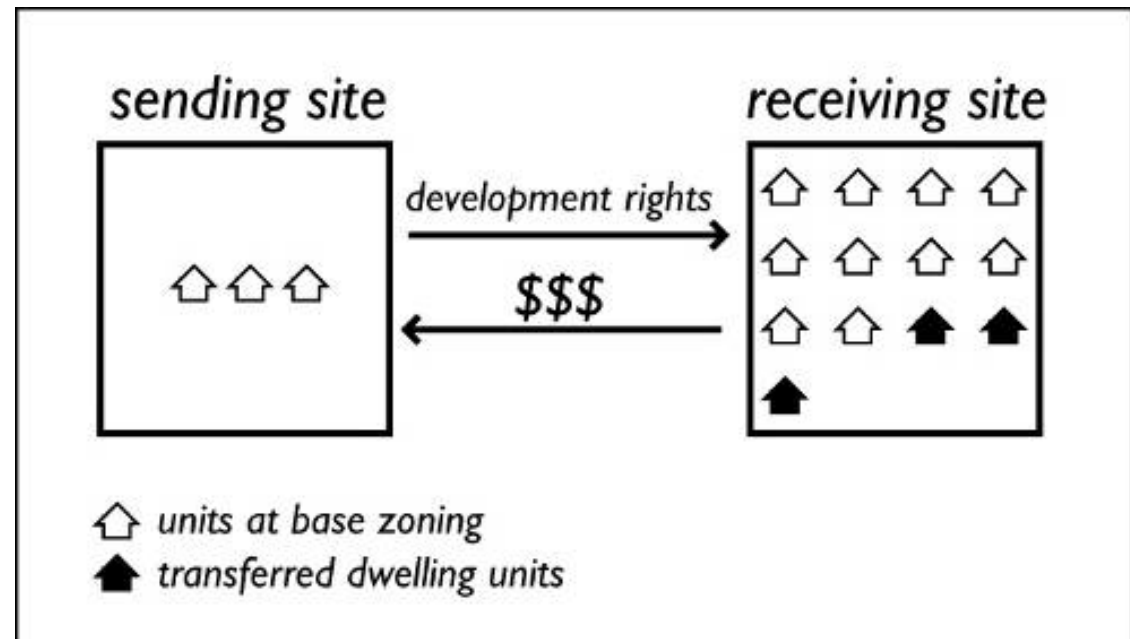 sending site
receiving site
development rights
$$$
units at base zoning
transferred dwelling units